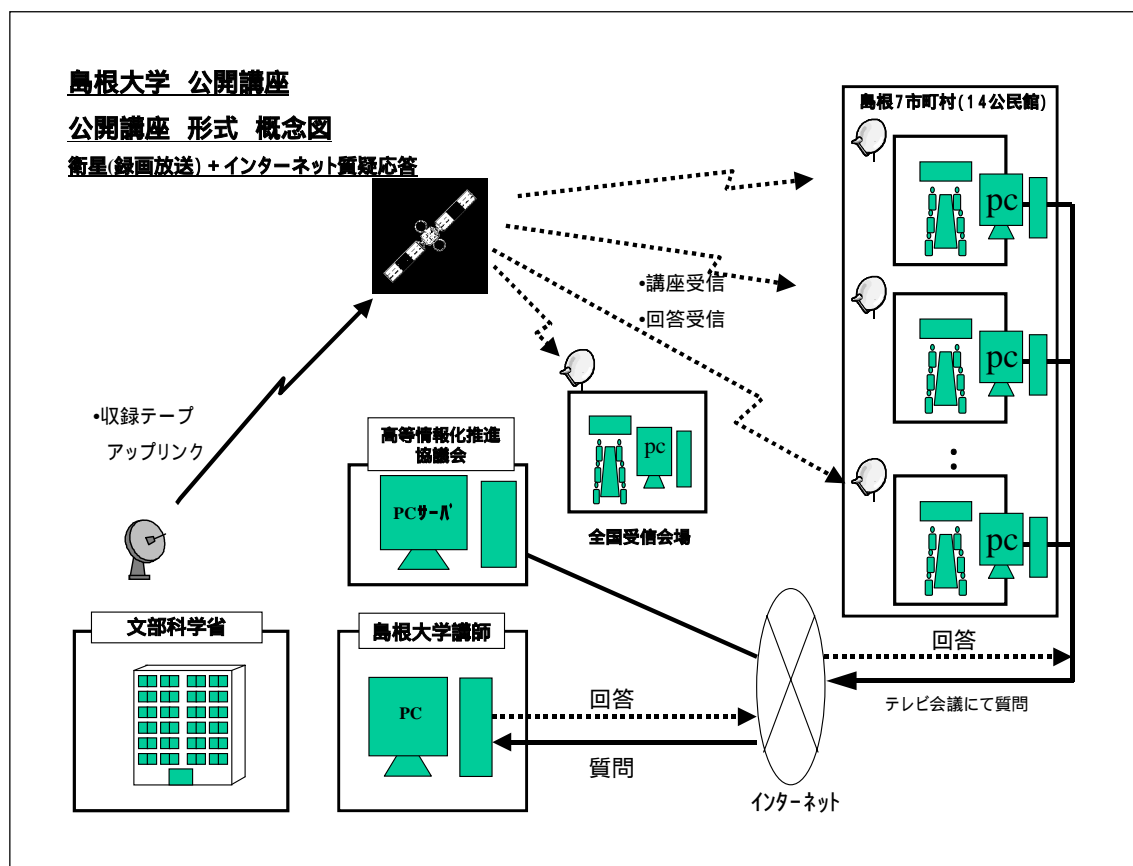 島根大学 公開講座
公開講座 形式 概念図
衛星(録画放送)+インターネット質疑応答
島根7市町村(14公民館)
pc
•講座受信
•回答受信
pc
•収録テープ
アップリンク
高等情報化推進
協議会
PCサーバ
pc
全国受信会場
:
pc
文部科学省
島根大学講師
PC
回答
質問
回答
テレビ会議にて質問
インターネット